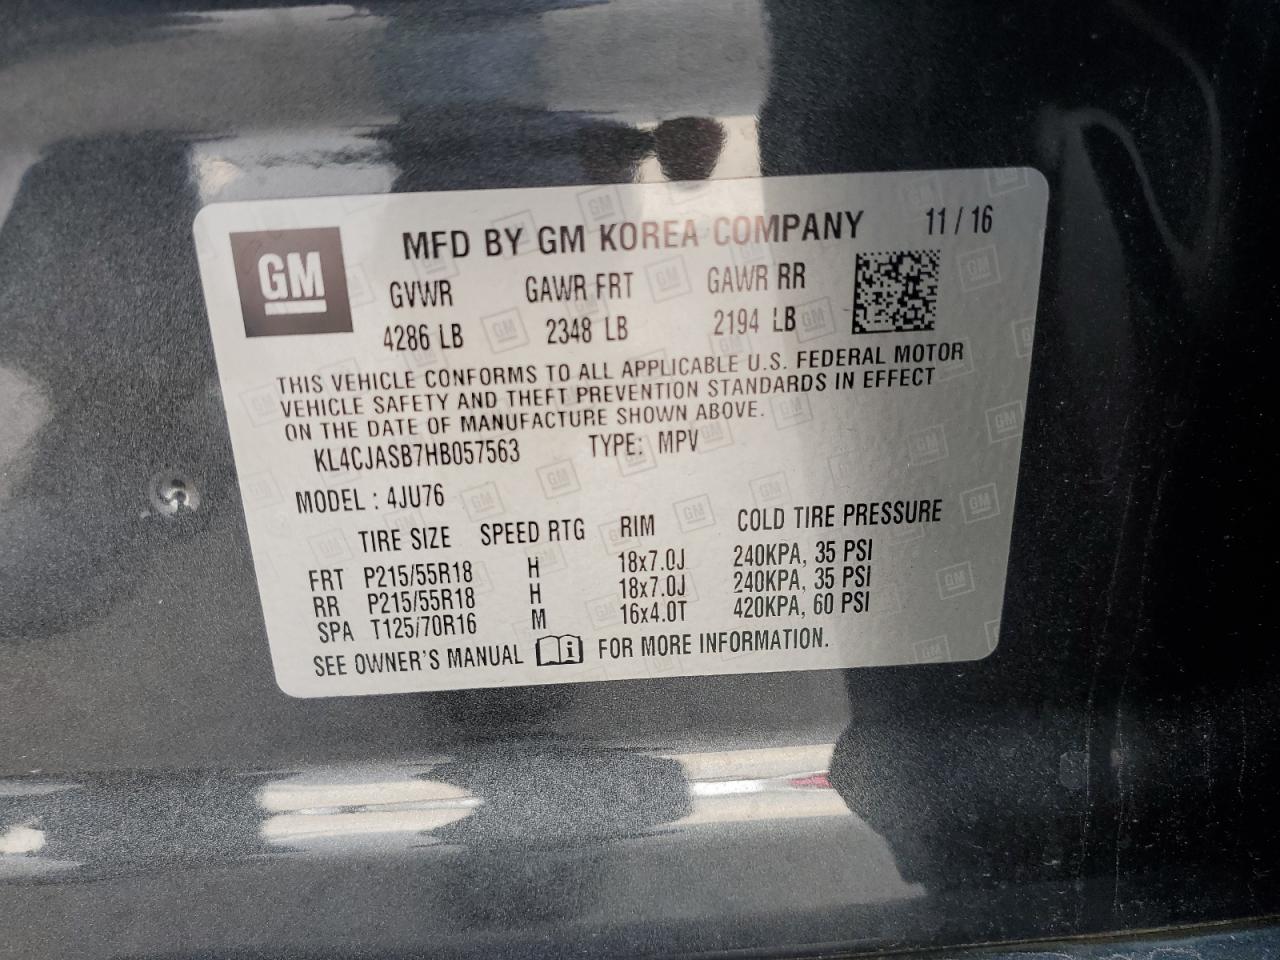 GM
MFD BY GM KOREA COMPANY 11 / 16
GVWR GAWR FRT GAWR RR
4286 LB 2348 LB 2194 LB
THIS VEHICLE CONFORMS TO ALL APPLICABLE U.S. FEDERAL MOTOR
VEHICLE SAFETY AND THEFT PREVENTION STANDARDS IN EFFECT
ON THE DATE OF MANUFACTURE SHOWN ABOVE.
KL4CJASB7HB057563 TYPE: MPV
MODEL : 4JU76
TIRE SIZE SPEED RTG RIM COLD TIRE PRESSURE
FRT P215/55R18 H 18x7.0J 240KPA, 35 PSI
RR P215/55R18 H 18x7.0J 240KPA, 35 PSI
SPA T125/70R16 M 16x4.0T 420KPA, 60 PSI
SEE OWNER'S MANUAL FOR MORE INFORMATION.